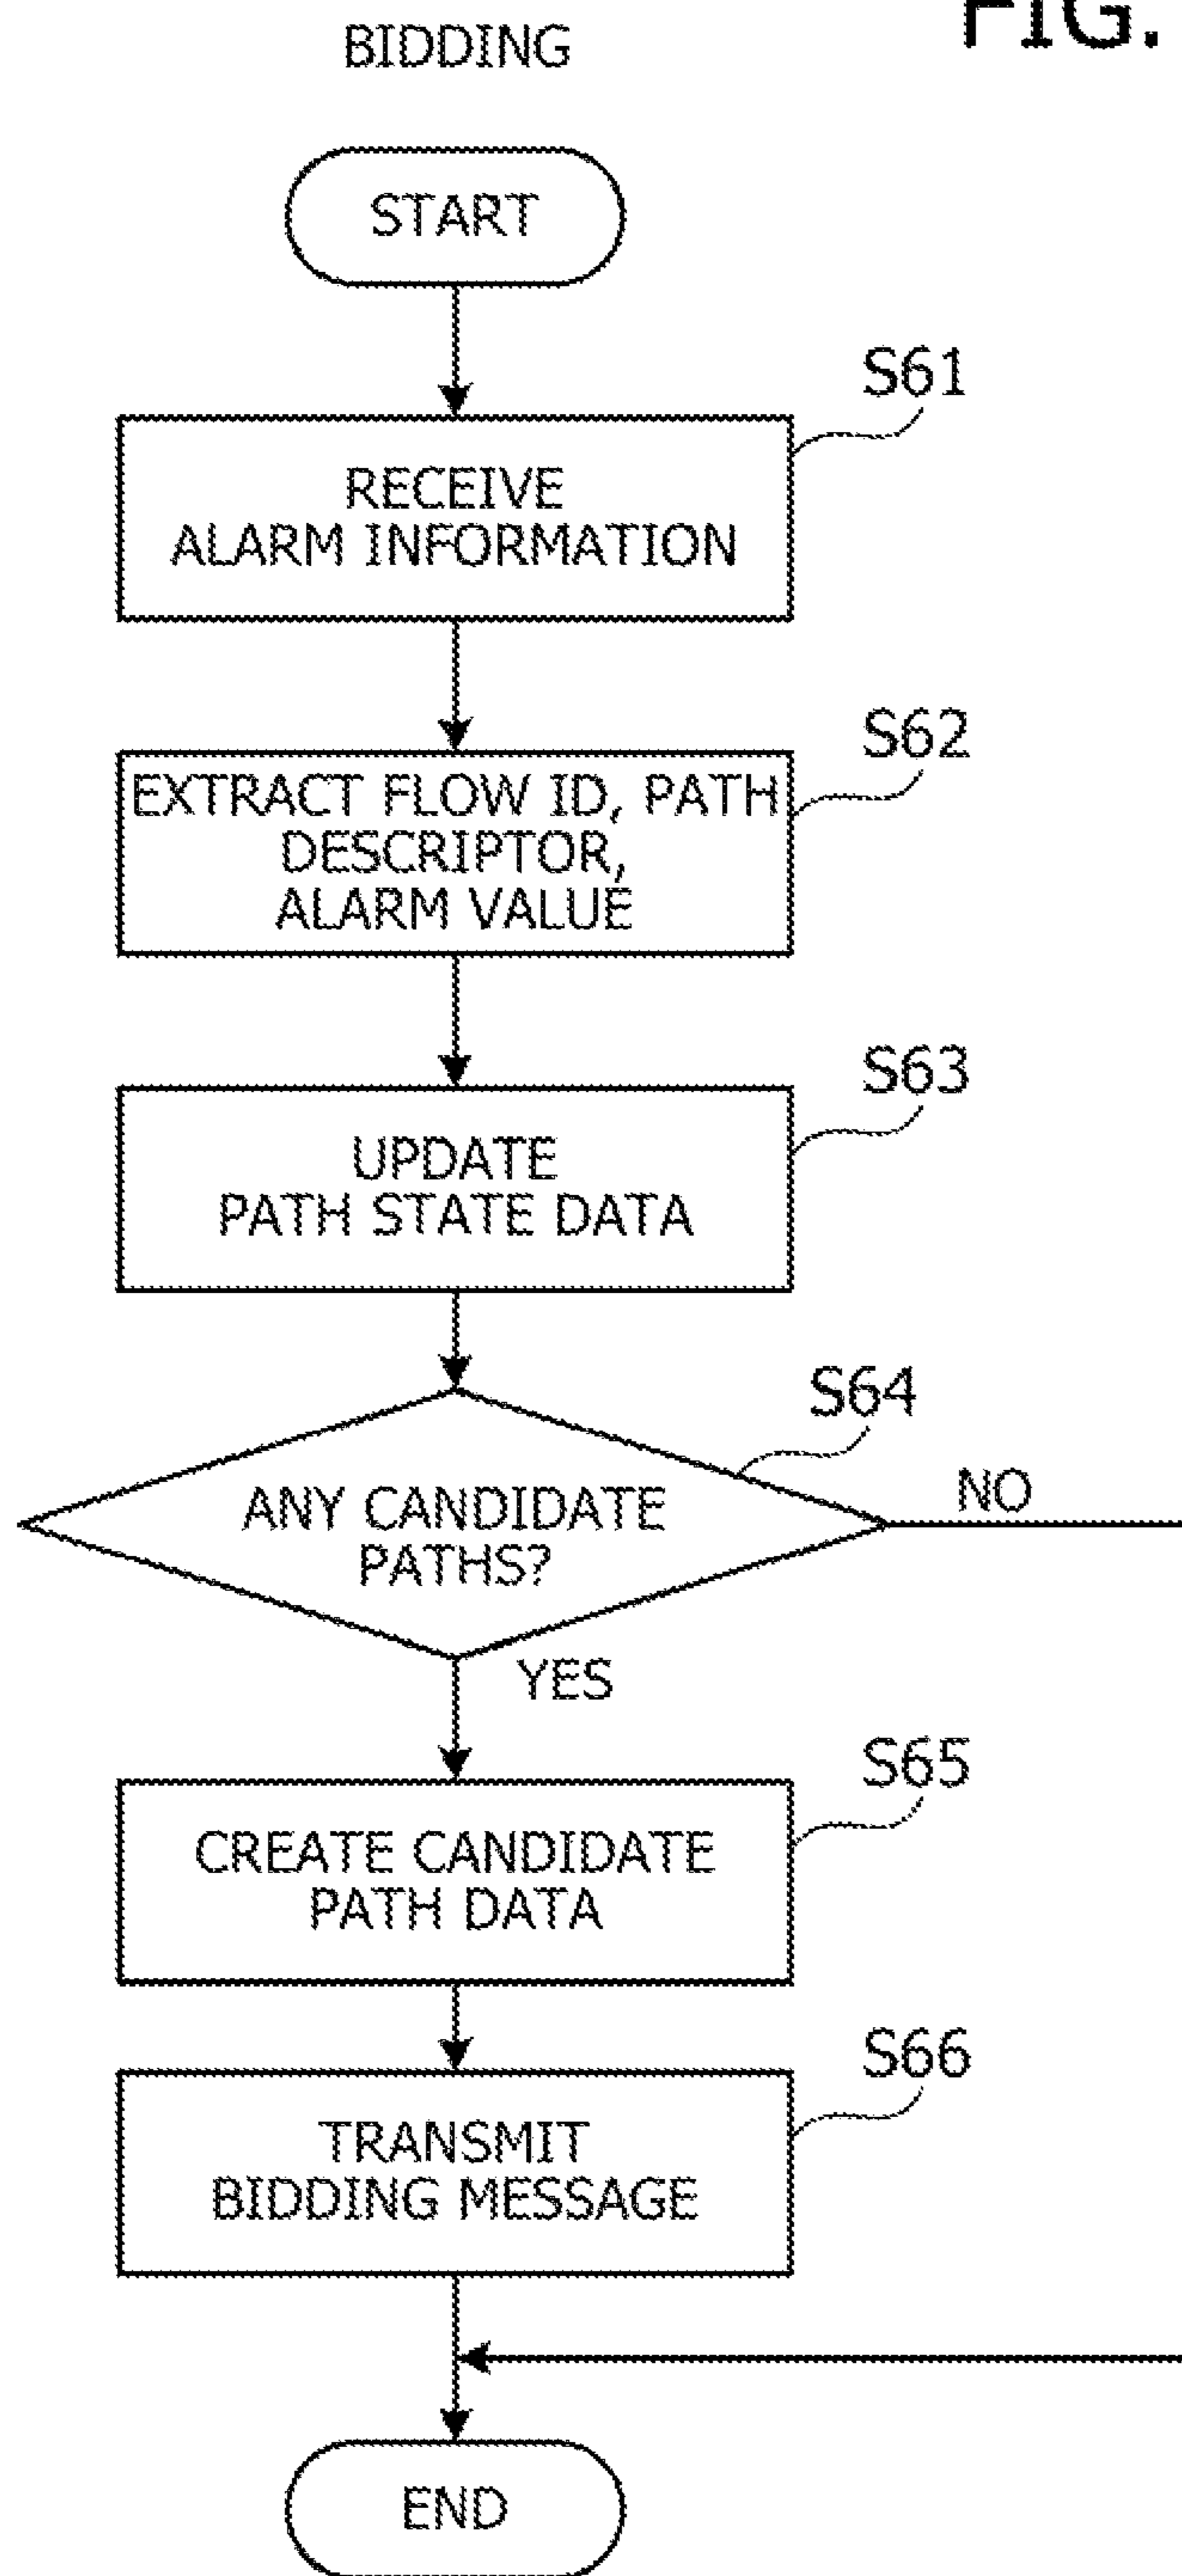 FIG.
BIDDING
START
S61
RECEIVE
ALARM INFORMATION
S62
EXTRACT FLOW ID, PATH
DESCRIPTOR,
ALARM VALUE
S63
UPDATE
PATH STATE DATA
S64
ANY CANDIDATE
PATHS?
NO
YES
S65
CREATE CANDIDATE
PATH DATA
S66
TRANSMIT
BIDDING MESSAGE
END